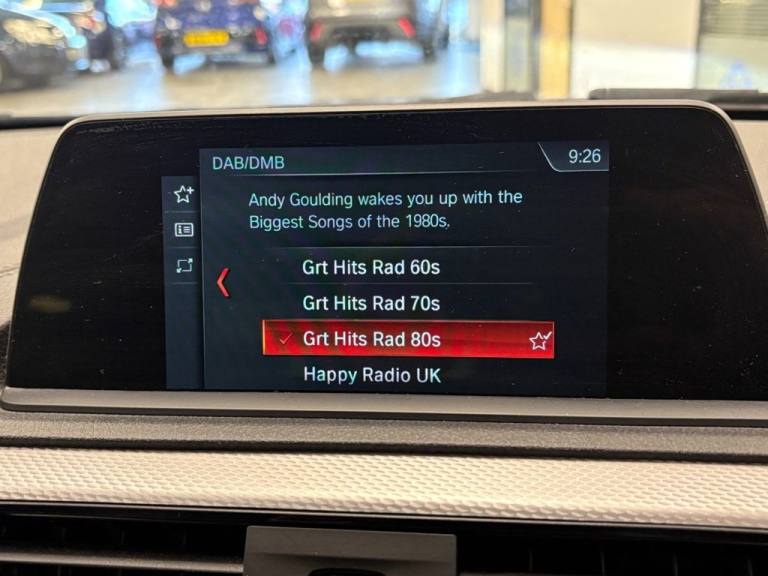 DAB/DMB
9:26
Andy Goulding wakes you up with the
Biggest Songs of the 1980s.
Grt Hits Rad 60s
Grt Hits Rad 70s
Grt Hits Rad 80s
Happy Radio UK